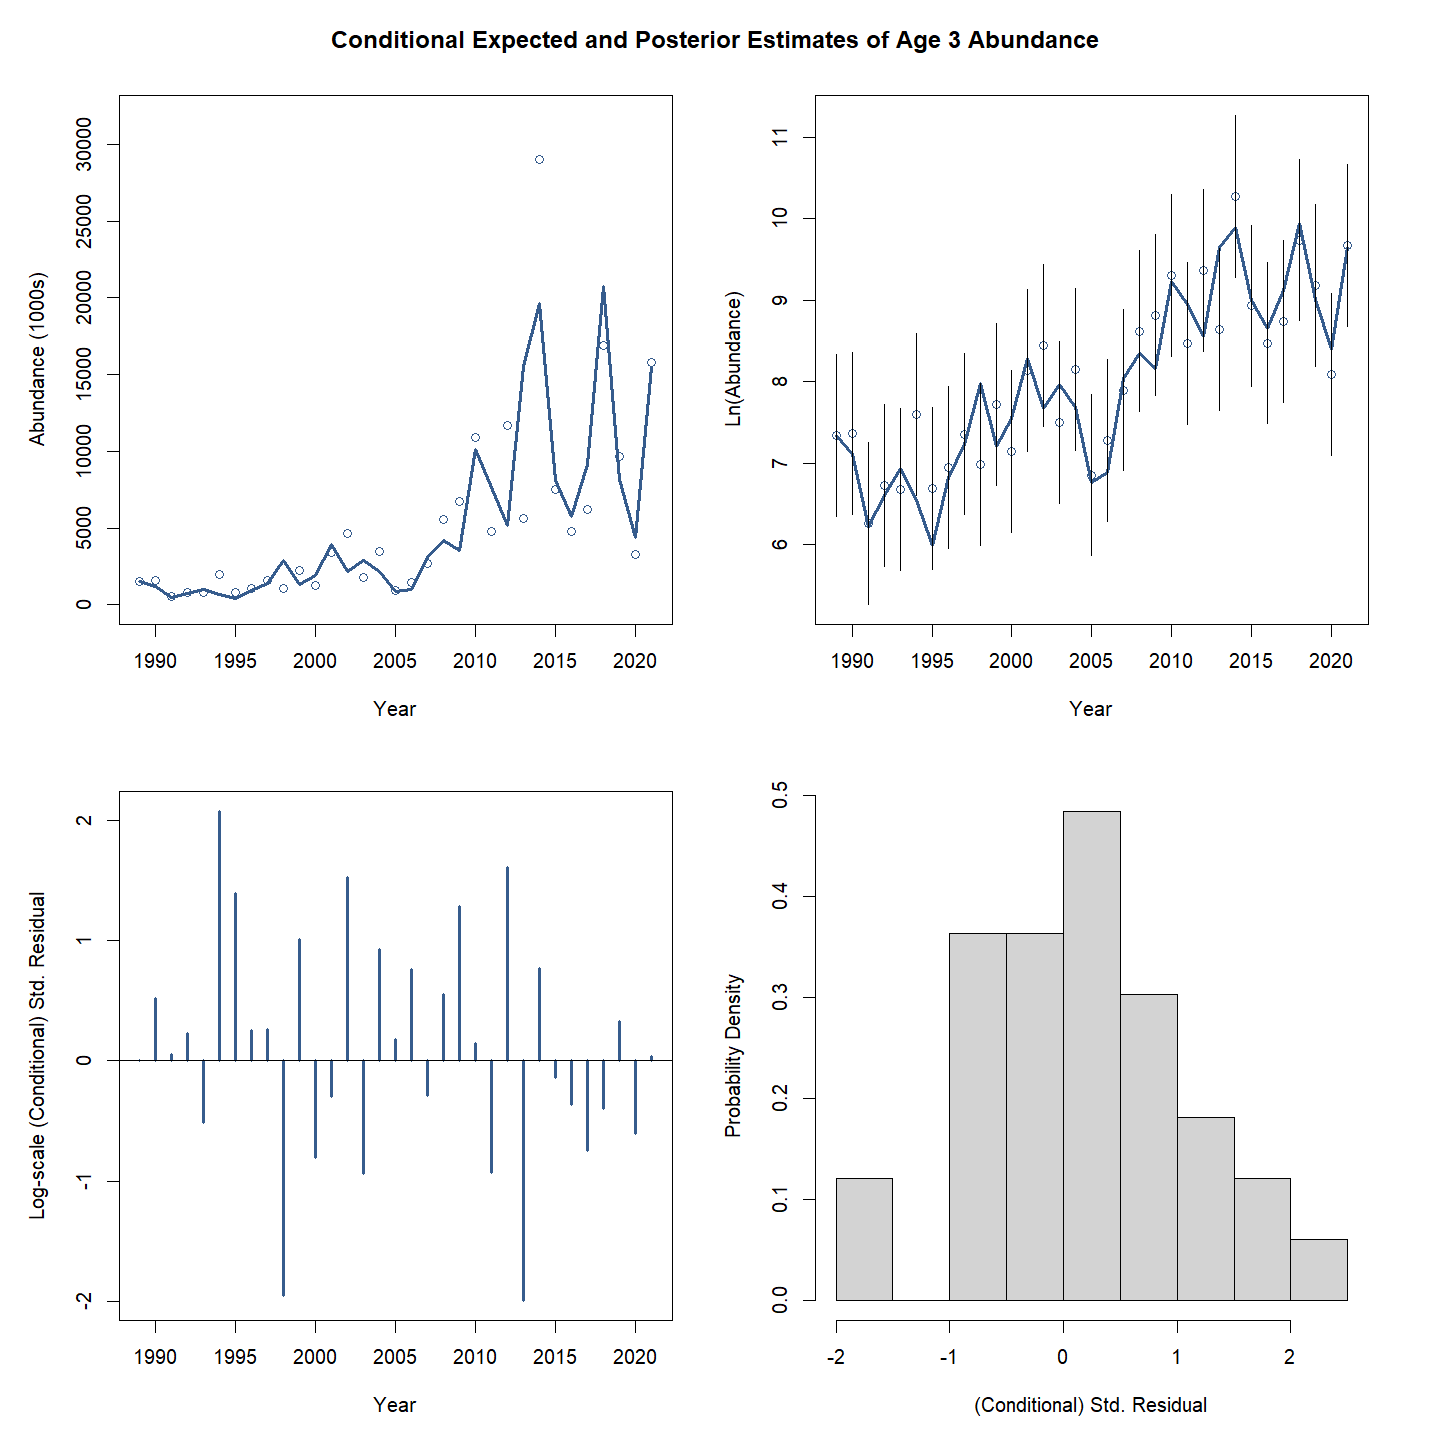 Conditional Expected and Posterior Estimates of Age 3 Abundance
Abundance (1000s)
0 5000 10000 15000 20000 25000 30000
1990 1995 2000 2005 2010 2015 2020
Year
Ln(Abundance)
6 7 8 9 10 11
1990 1995 2000 2005 2010 2015 2020
Year
Log-scale (Conditional) Std. Residual
-2 -1 0 1 2
1990 1995 2000 2005 2010 2015 2020
Year
Probability Density
0.0 0.1 0.2 0.3 0.4 0.5
-2 -1 0 1 2
(Conditional) Std. Residual